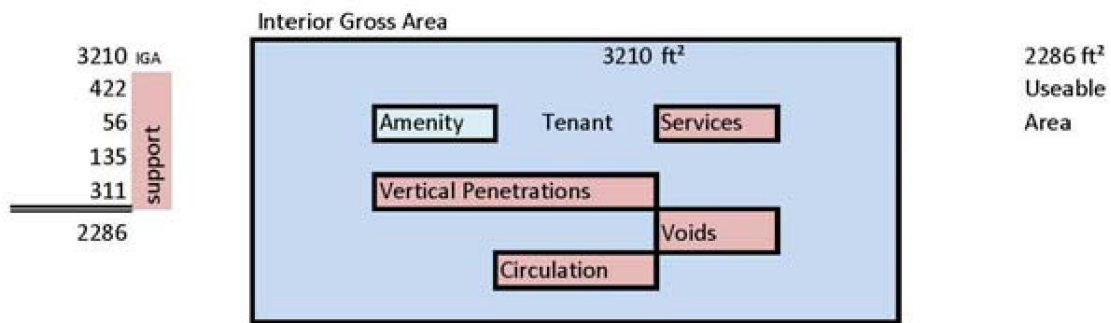 Interior Gross Area
3210 IGA
422
56
135
311
support
2286
3210 ft²
Amenity
Tenant
Services
Vertical Penetrations
Voids
Circulation
2286 ft²
Useable
Area